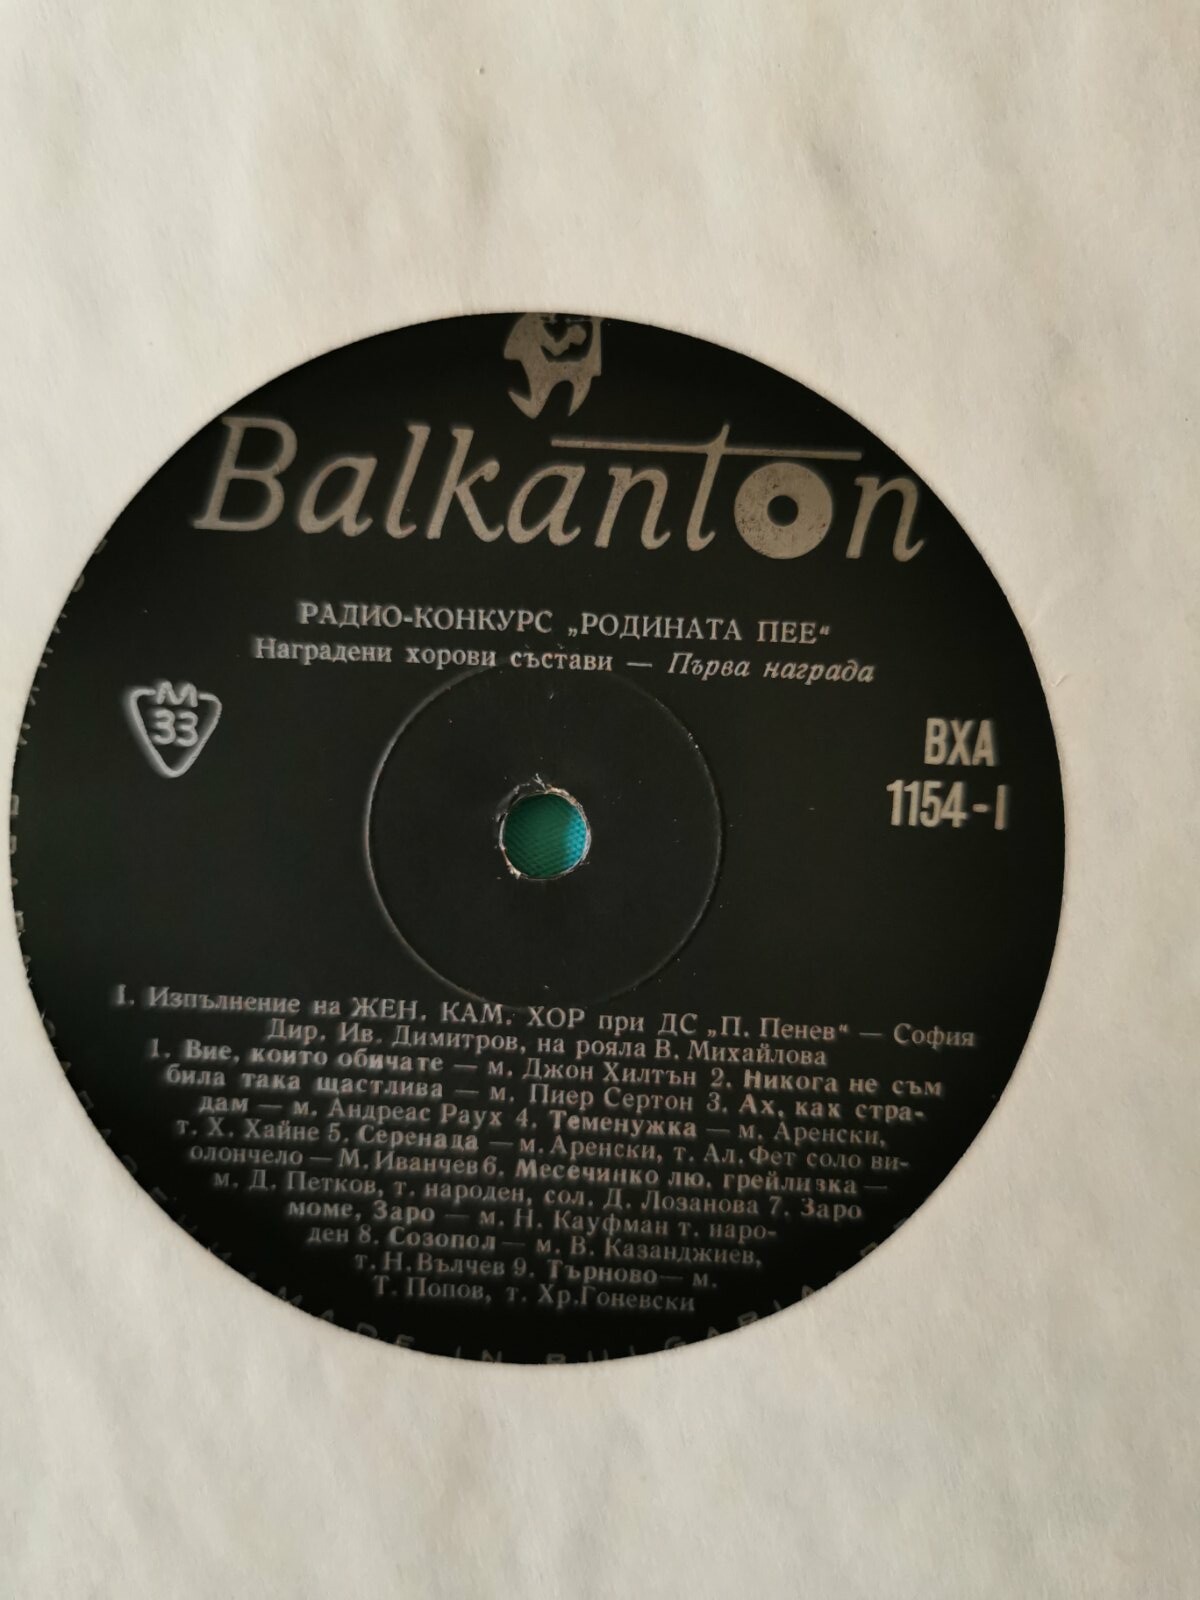 Balkanton
РАДИО-КОНКУРС „РОДИНАТА ПЕЕ“
Наградени хорови състави — Първа награда
М
33
ВХА
1154-I
I. Изпълнение на ЖЕН. КАМ. ХОР при ДС „П. Пенев“ — София
Дир. Ив. Димитров, на рояла В. Михайлова
1. Вие, които обичате — м. Джон Хилтън 2. Никога не съм
била така щастлива — м. Пиер Сертон 3. Ах, как стра-
дам — м. Андреас Раух 4. Теменужка — м. Аренски,
т. Х. Хайне 5. Серенада — м. Аренски, т. Ал. Фет соло ви-
олончело — М. Иванчев 6. Месечинко лю, грейлизка —
м. Д. Петков, т. народен, сол. Д. Лозанова 7. Заро
моме, Заро — м. Н. Кауфман т. наро-
ден 8. Созопол — м. В. Казанджиев,
т. Н. Вълчев 9. Търново — м.
Т. Попов, т. Хр. Гоневски
MADE IN BULGARIA